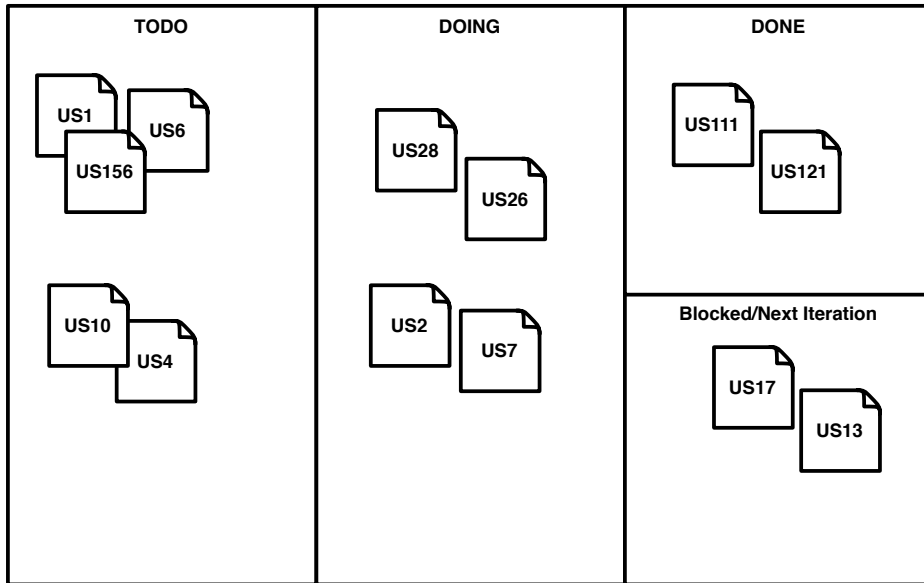 TODO
US1
US6
US156
US10
US4
DOING
US28
US26
US2
US7
DONE
US111
US121
Blocked/Next Iteration
US17
US13